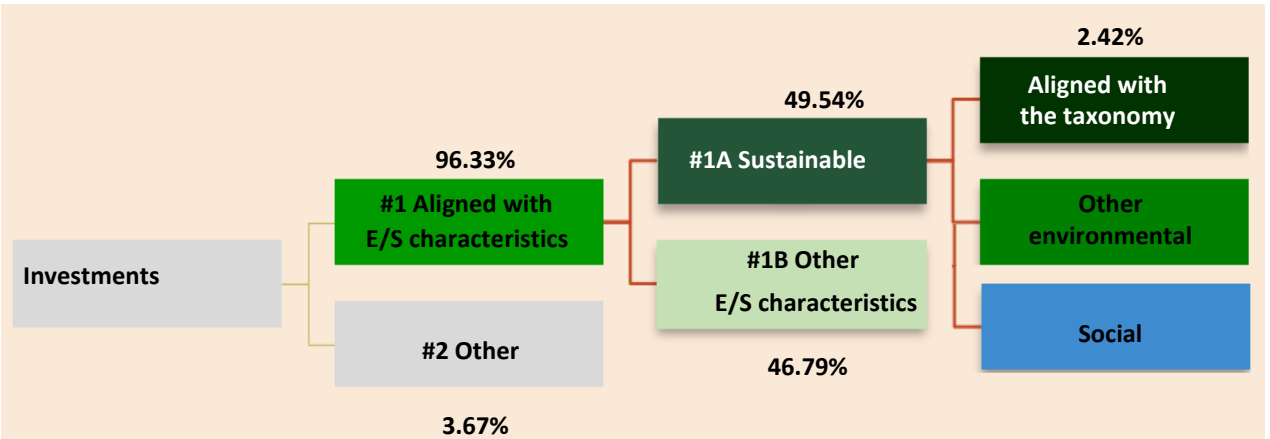 Investments
96.33%
#1 Aligned with
E/S characteristics
#2 Other
3.67%
49.54%
#1A Sustainable
#1B Other
E/S characteristics
46.79%
2.42%
Aligned with
the taxonomy
Other
environmental
Social